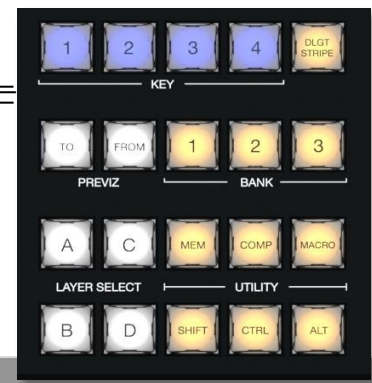 1 2 3 4 DLGT STRIPE
KEY
TO FROM 1 2 3
PREVIZ BANK
A C MEM COMP MACRO
LAYER SELECT UTILITY
B D SHIFT CTRL ALT